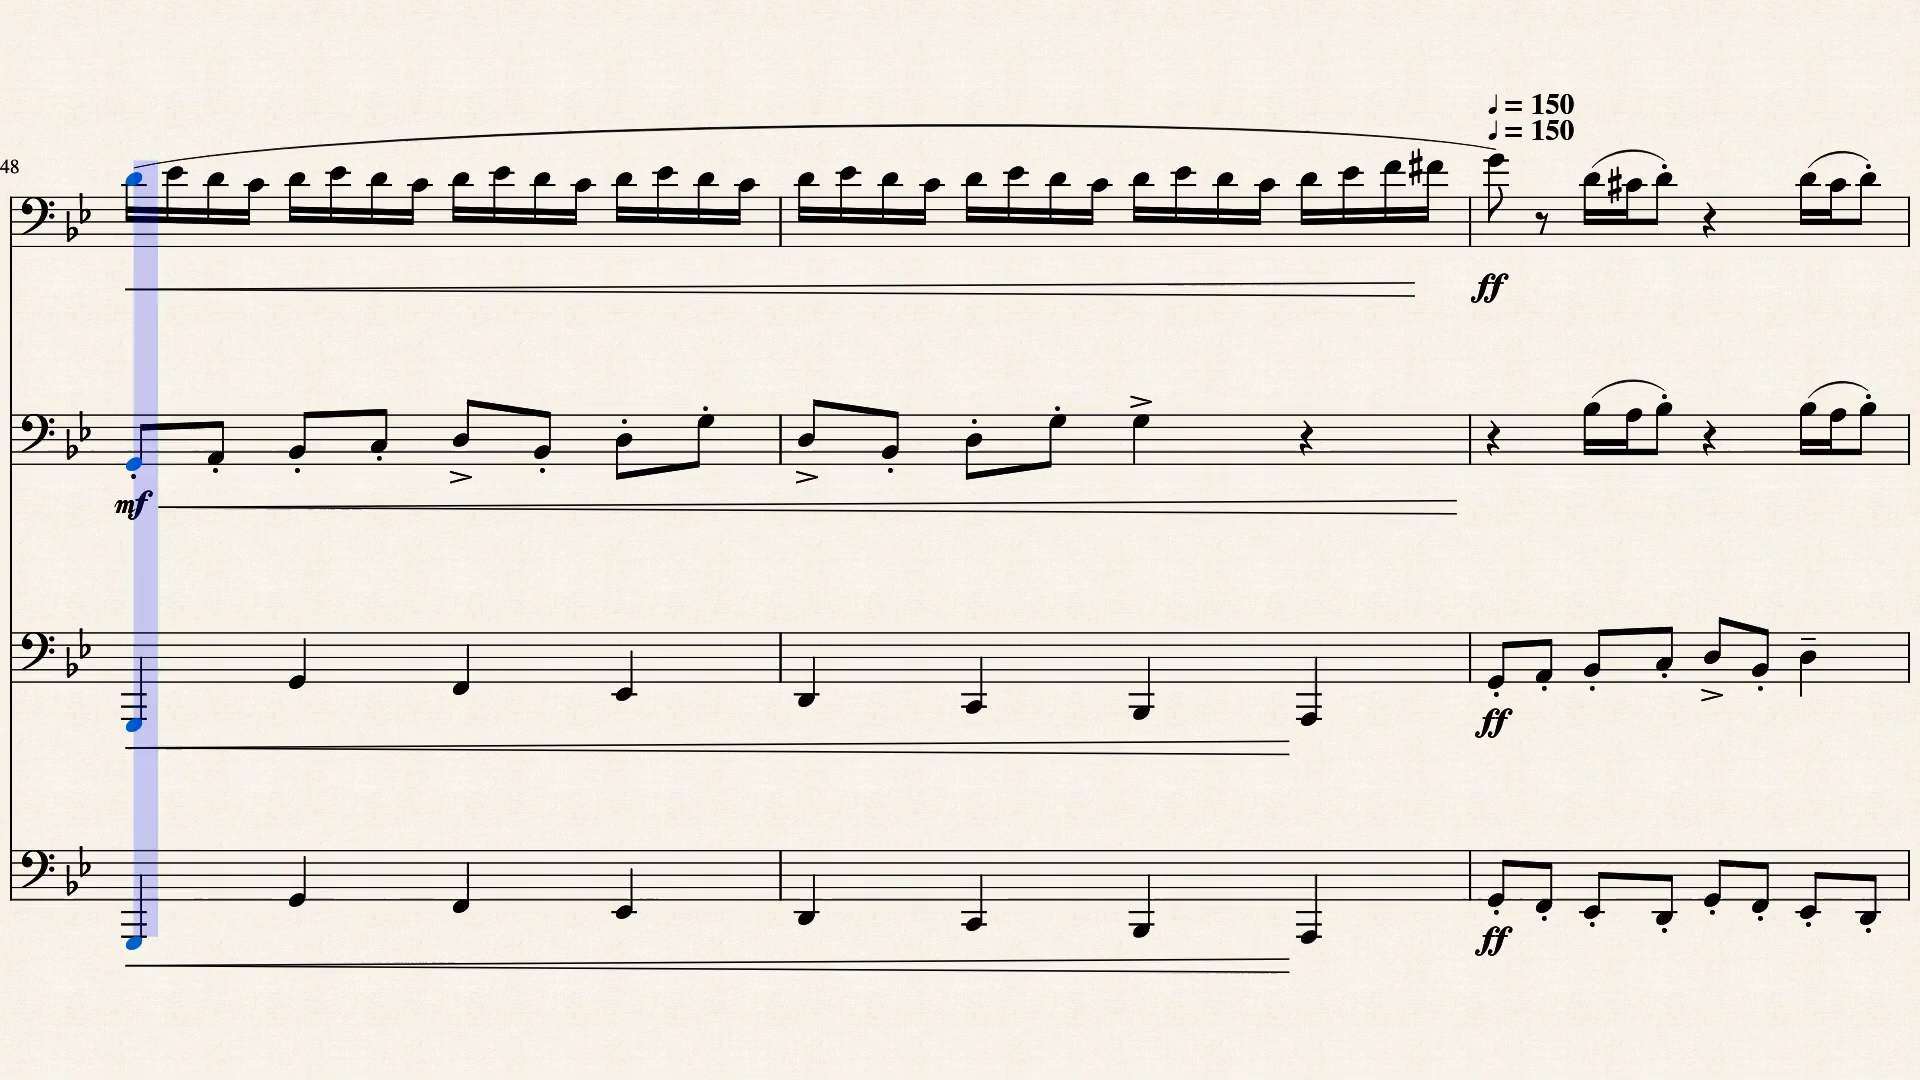 ♩ = 150
♩ = 150
48
ff
mf
ff
ff